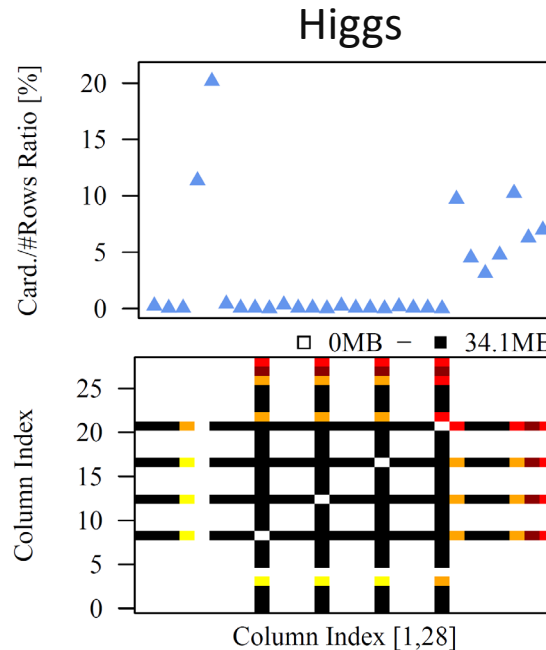 Higgs
Card./#Rows Ratio [%]
20
15
10
5
0
0MB – 34.1ME
Column Index
25
20
15
10
5
0
Column Index [1,28]